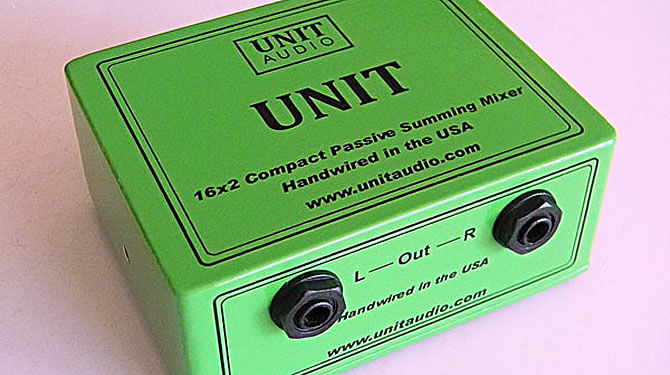 UNIT
AUDIO
UNIT
16x2 Compact Passive Summing Mixer
Handwired in the USA
www.unitaudio.com
L — Out — R
Handwired in the USA
www.unitaudio.com